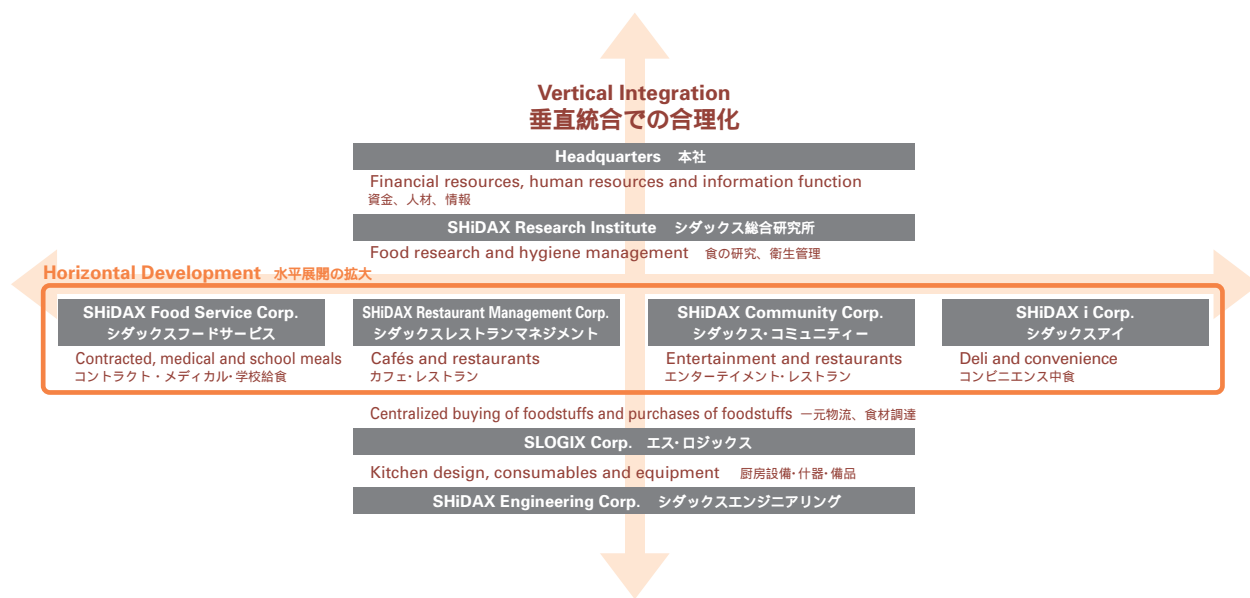 Vertical Integration
垂直統合での合理化
Headquarters 本社
Financial resources, human resources and information function
資金、人材、情報
SHiDAX Research Institute シダックス総合研究所
Food research and hygiene management 食の研究、衛生管理
Horizontal Development 水平展開の拡大
SHiDAX Food Service Corp.
シダックスフードサービス
Contracted, medical and school meals
コントラクト・メディカル・学校給食
SHiDAX Restaurant Management Corp.
シダックスレストランマネジメント
Cafés and restaurants
カフェ・レストラン
SHiDAX Community Corp.
シダックス・コミュニティー
Entertainment and restaurants
エンターテイメント・レストラン
SHiDAX i Corp.
シダックスアイ
Deli and convenience
コンビニエンス中食
Centralized buying of foodstuffs and purchases of foodstuffs 一元物流、食材調達
SLOGIX Corp. エス・ロジックス
Kitchen design, consumables and equipment 厨房設備・什器・備品
SHiDAX Engineering Corp. シダックスエンジニアリング